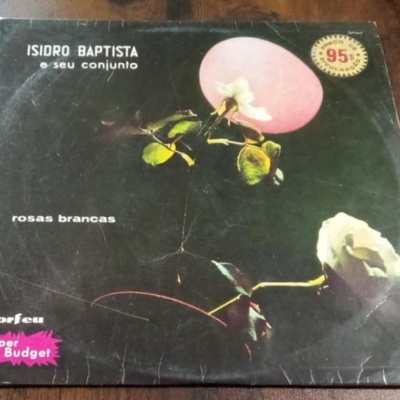 ISIDRO BAPTISTA
e seu conjunto
95$
rosas brancas
orfeu
per
Budget